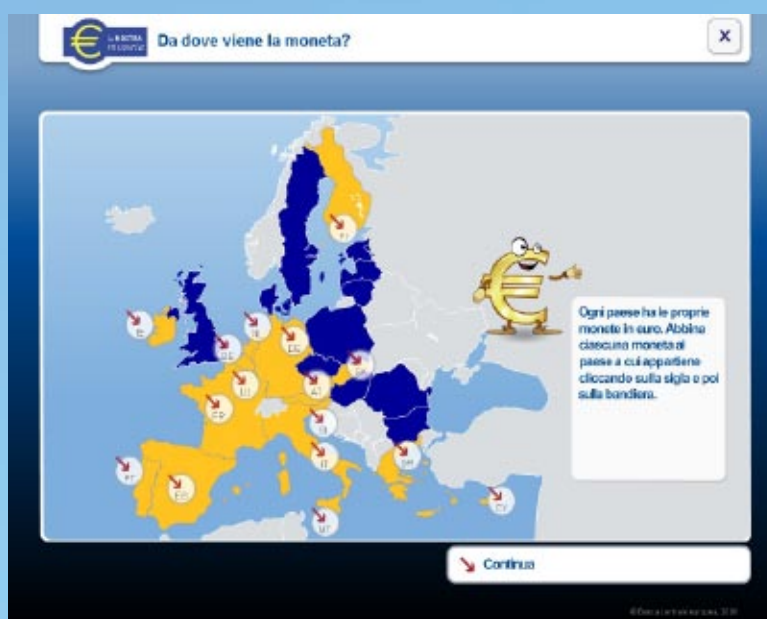 LA NOSTRA
Da dove viene la moneta?
X
FI
IE
NL
BE
DE
LU
SK
AT
FR
SI
IT
GR
PT
ES
MT
CY
Ogni paese ha le proprie
monete in euro. Abbina
ciascuna moneta al
paese a cui appartiene
cliccando sulla sigla e poi
sulla bandiera.
Continua